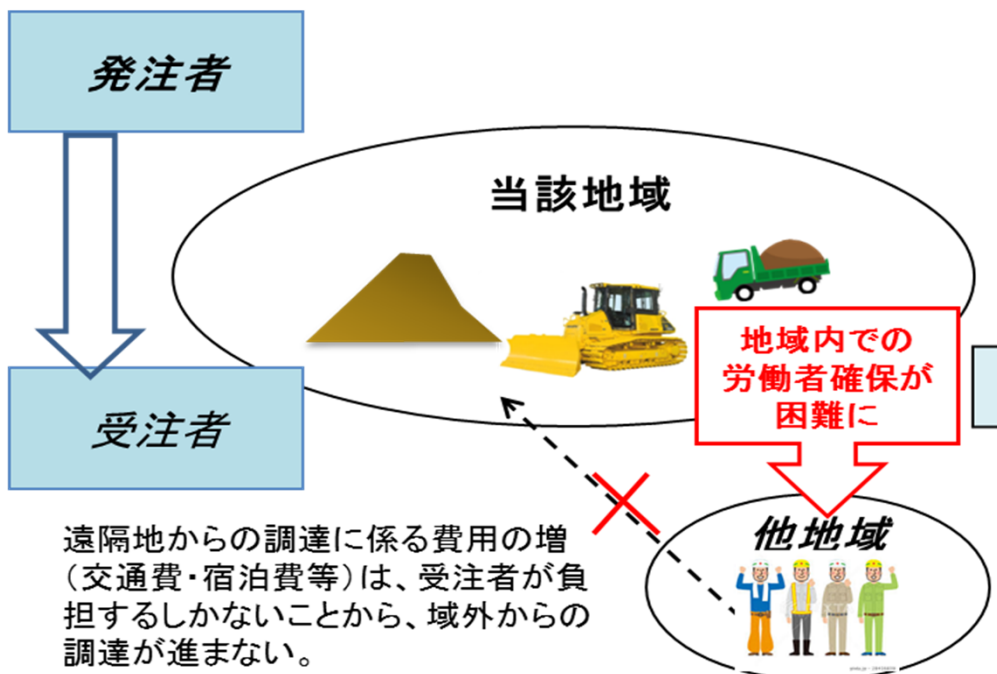 発注者
当該地域
地域内での
労働者確保が
困難に
受注者
他地域
遠隔地からの調達に係る費用の増
（交通費・宿泊費等）は、受注者が負
担するしかないことから、域外からの
調達が進まない。